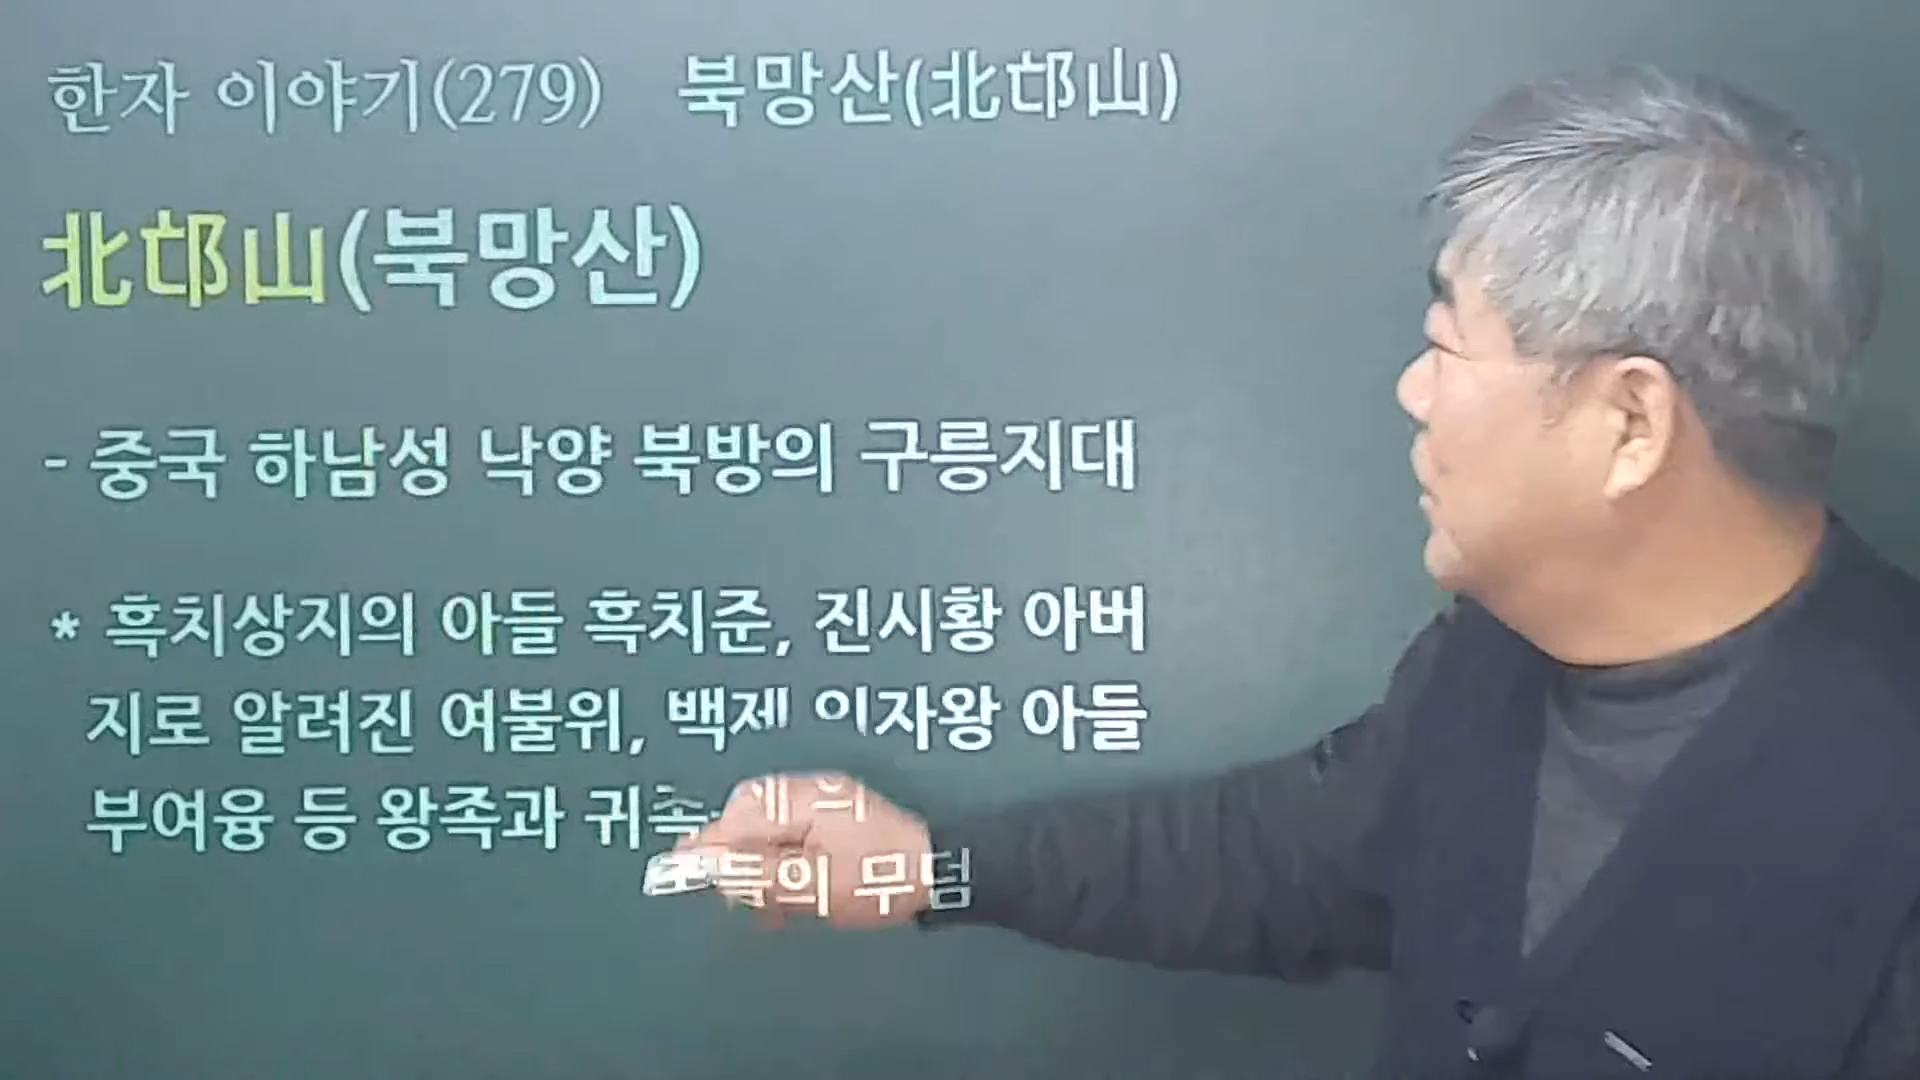 한자 이야기(279) 북망산(北邙山)
北邙山(북망산)
- 중국 하남성 낙양 북방의 구릉지대
* 흑치상지의 아들 흑치준, 진시황 아버
지로 알려진 여불위, 백제 의자왕 아들
부여융 등 왕족과 귀족
무덤